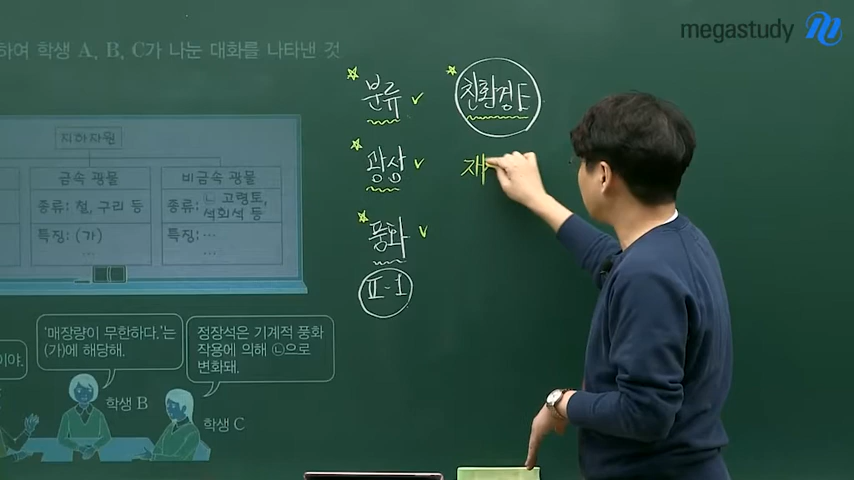 megastudy
하여 학생 A, B, C가 나눈 대화를 나타낸 것
지하자원
금속 광물
비금속 광물
종류: 철, 구리 등
종류: ㉡ 고령토,
석회석 등
특징: (가)
특징: …
…
…
이야.
'매장량이 무한하다.'는
(가)에 해당해.
정장석은 기계적 풍화
작용에 의해 ㉡으로
변화돼.
학생 B
학생 C
분류
광상
풍화
II-1
친환경 E
재